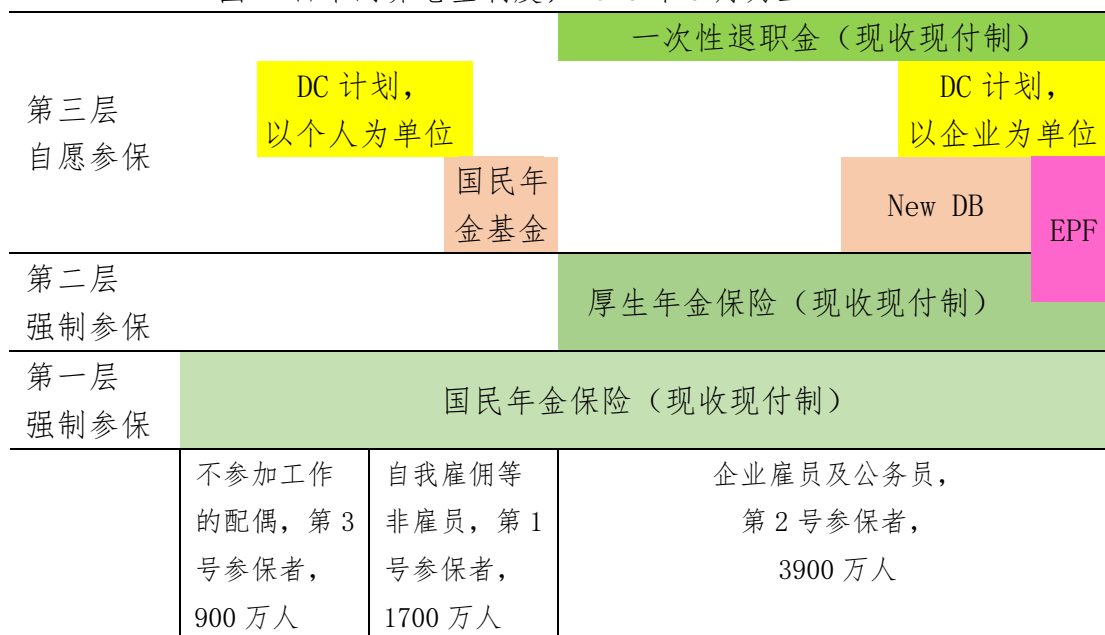 一次性退职金（现收现付制）
第三层
自愿参保
DC 计划，
以个人为单位
DC 计划，
以企业为单位
国民年
金基金
New DB
EPF
第二层
强制参保
厚生年金保险（现收现付制）
第一层
强制参保
国民年金保险（现收现付制）
不参加工作
的配偶，第 3
号参保者，
900 万人
自我雇佣等
非雇员，第 1
号参保者，
1700 万人
企业雇员及公务员，
第 2 号参保者，
3900 万人